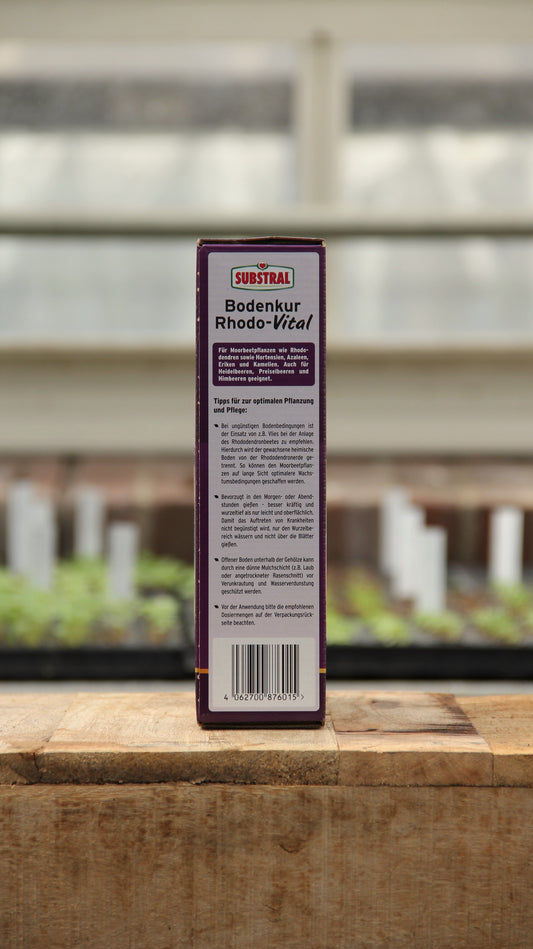 SUBSTRAL
Bodenkur
Rhodo-Vital
Für Moorbeetpflanzen wie Rhodo-
dendren sowie Hortensien, Azaleen,
Eriken und Kamelien. Auch für
Heidelbeeren, Preiselbeeren und
Himbeeren geeignet.
Tipps für zur optimalen Pflanzung
und Pflege:
Bei ungünstigen Bodenbedingungen ist
der Einsatz von z.B. Vlies bei der Anlage
des Rhododendronbeetes zu empfehlen.
Hierdurch wird der gewachsene heimische
Boden von der Rhododendronerde ge-
trennt. So können den Moorbeetpflan-
zen auf lange Sicht optimalere Wachs-
tumsbedingungen geschaffen werden.
Bevorzugt in den Morgen- oder Abend-
stunden gießen - besser kräftig und
wurzeltief als nur leicht und oberflächlich.
Damit das Auftreten von Krankheiten
nicht begünstigt wird, nur den Wurzelbe-
reich wässern und nicht über die Blätter
gießen.
Offener Boden unterhalb der Gehölze kann
durch eine dünne Mulchschicht (z.B. Laub
oder angetrockneter Rasenschnitt) vor
Verunkrautung und Wasserverdunstung
geschützt werden.
Vor der Anwendung bitte die empfohlenen
Dosiermengen auf der Verpackungsrück-
seite beachten.
4 062700 876015 >